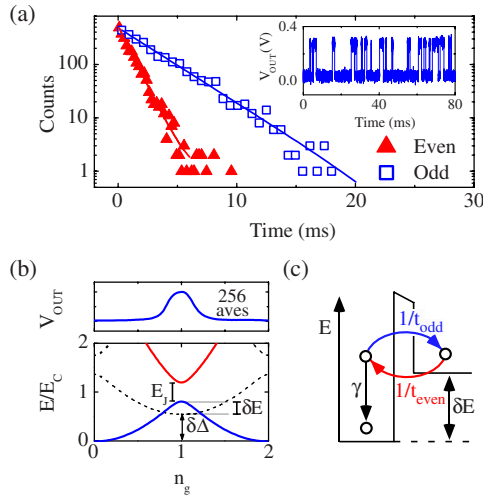 (a)
100
10
1
Counts
0 10 20 30
Time (ms)
V_OUT (V)
0.4
0.0
0 40 80
Time (ms)
Even
Odd
(b)
V_OUT
256
aves
E/E_C
2
1
0
E_J
δE
δΔ
0 1 2
n_g
(c)
E
1/t_odd
1/t_even
γ
δE